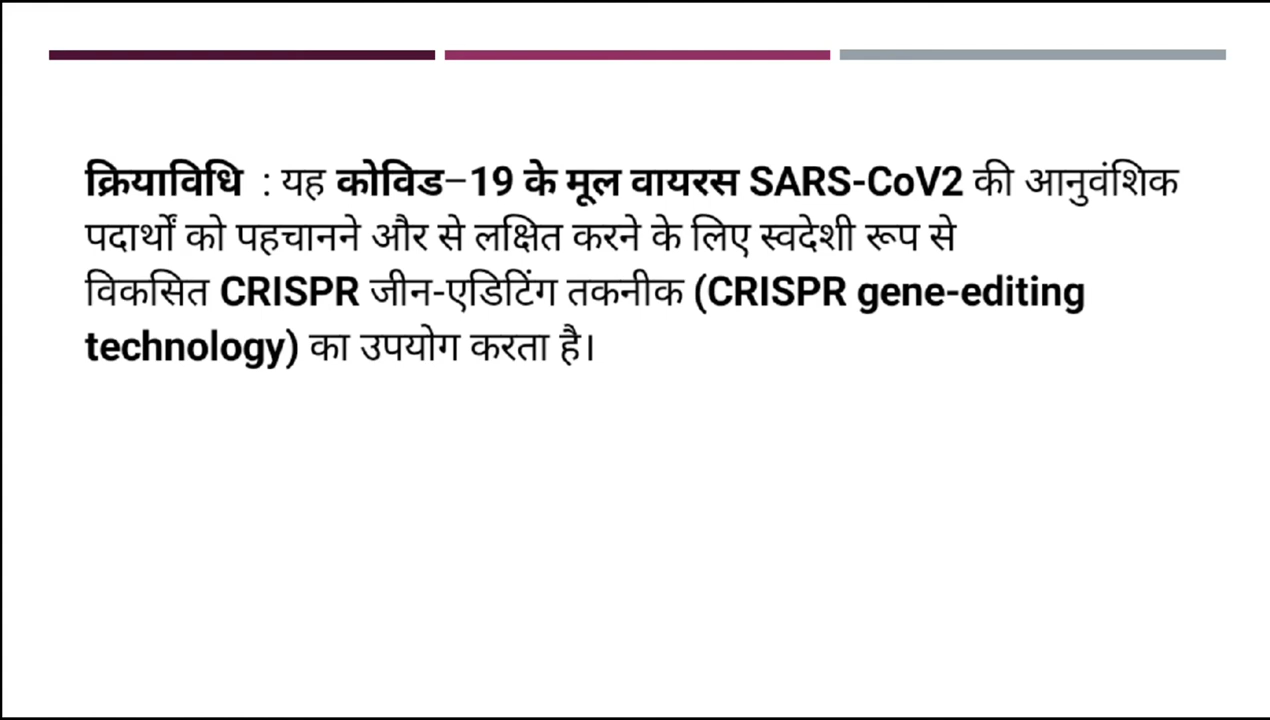 क्रियाविधि : यह कोविड–19 के मूल वायरस SARS-CoV2 की आनुवंशिक
पदार्थों को पहचानने और से लक्षित करने के लिए स्वदेशी रूप से
विकसित CRISPR जीन-एडिटिंग तकनीक (CRISPR gene-editing
technology) का उपयोग करता है।